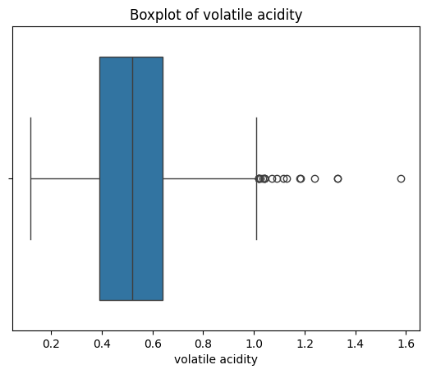 Boxplot of volatile acidity
0.2 0.4 0.6 0.8 1.0 1.2 1.4 1.6
volatile acidity